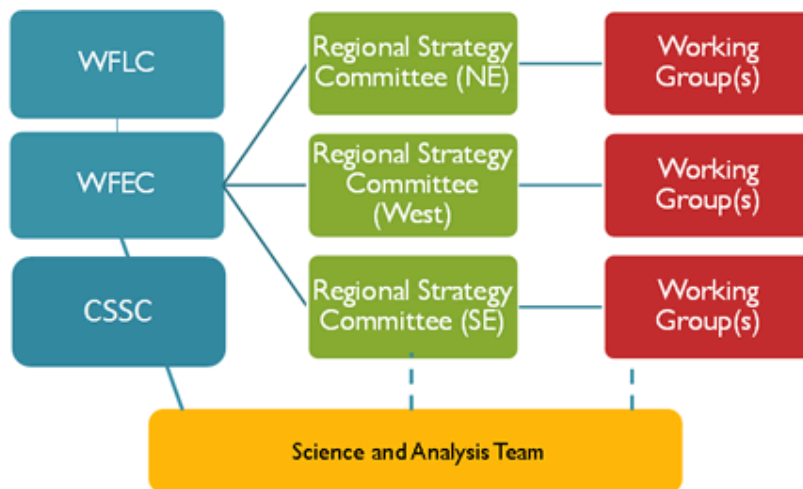 WFLC
Regional Strategy
Committee (NE)
Working
Group(s)
WFEC
Regional Strategy
Committee
(West)
Working
Group(s)
CSSC
Regional Strategy
Committee (SE)
Working
Group(s)
Science and Analysis Team